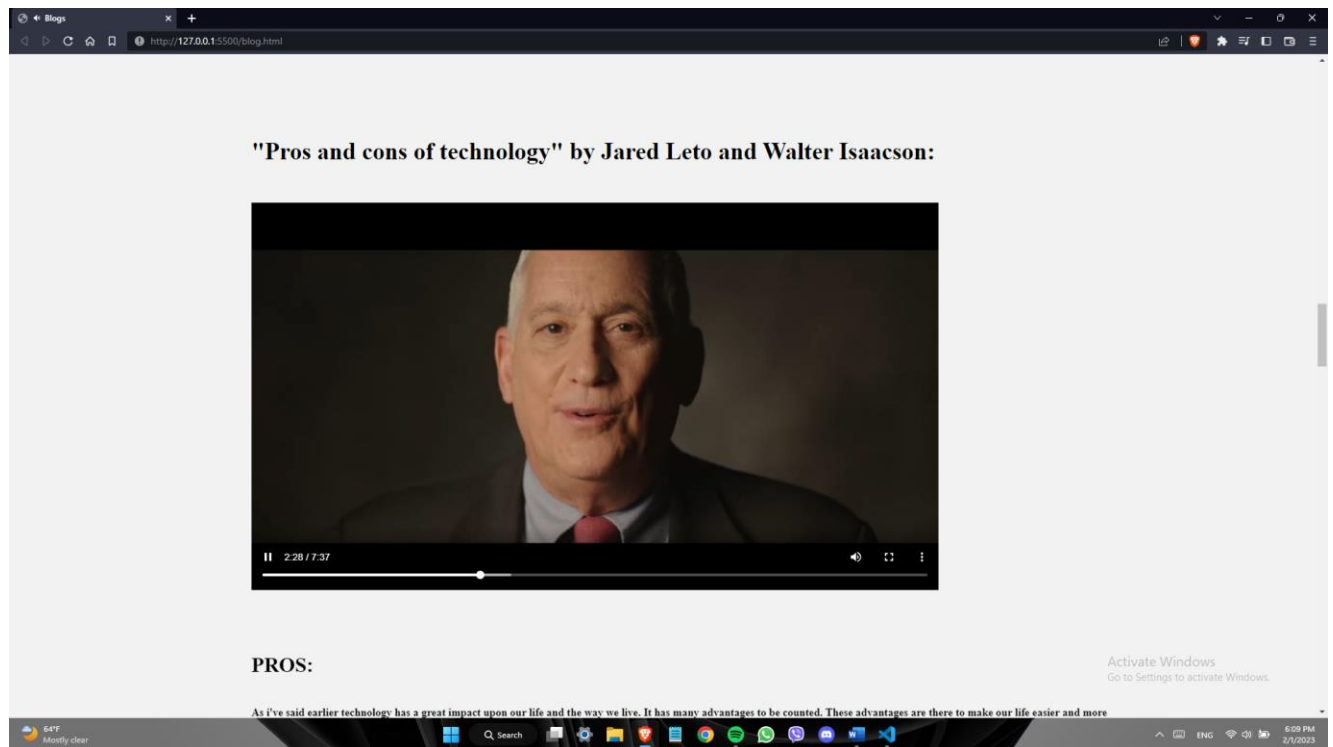 Blogs
http://127.0.0.1:5500/blog.html
"Pros and cons of technology" by Jared Leto and Walter Isaacson:
2:28 / 7:37
PROS:
Activate Windows
Go to Settings to activate Windows.
As i've said earlier technology has a great impact upon our life and the way we live. It has many advantages to be counted. These advantages are there to make our life easier and more
64°F
Mostly clear
Search
ENG
6:09 PM
2/1/2023